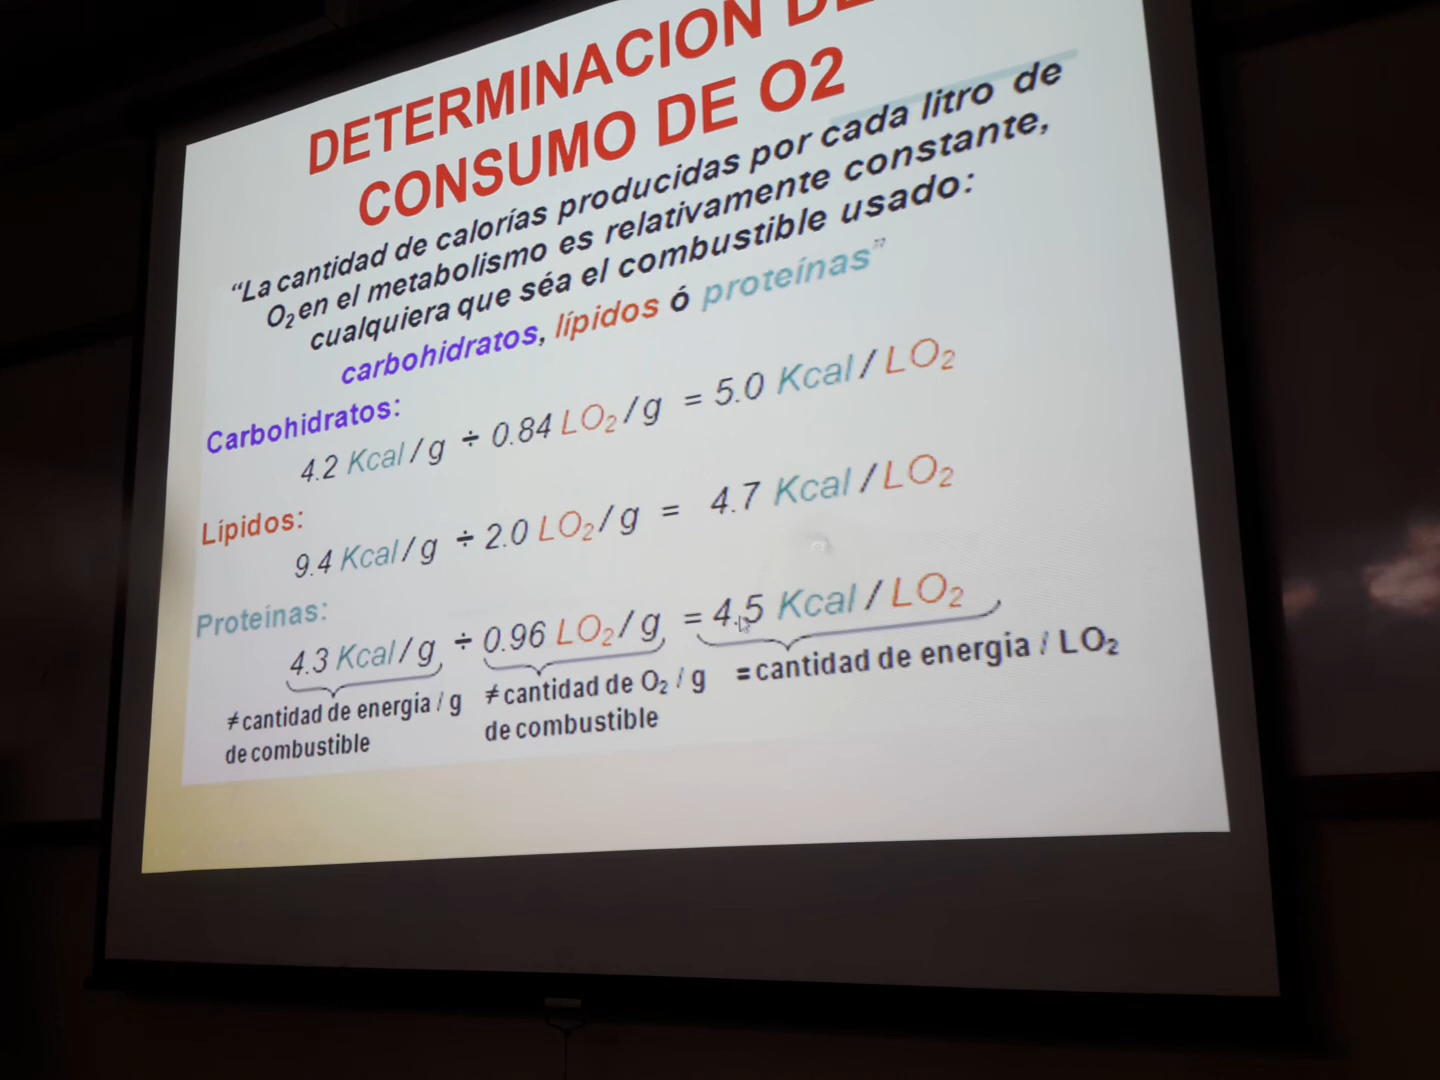 DETERMINACION DE
CONSUMO DE O2
“La cantidad de calorías producidas por cada litro de
O₂ en el metabolismo es relativamente constante,
cualquiera que séa el combustible usado:
carbohidratos, lípidos ó proteínas”
Carbohidratos:
4.2 Kcal / g ÷ 0.84 LO₂ / g = 5.0 Kcal / LO₂
Lípidos:
9.4 Kcal / g ÷ 2.0 LO₂ / g = 4.7 Kcal / LO₂
Proteínas:
4.3 Kcal / g ÷ 0.96 LO₂ / g = 4.5 Kcal / LO₂
≠ cantidad de energia / g ≠ cantidad de O₂ / g = cantidad de energia / LO₂
de combustible de combustible